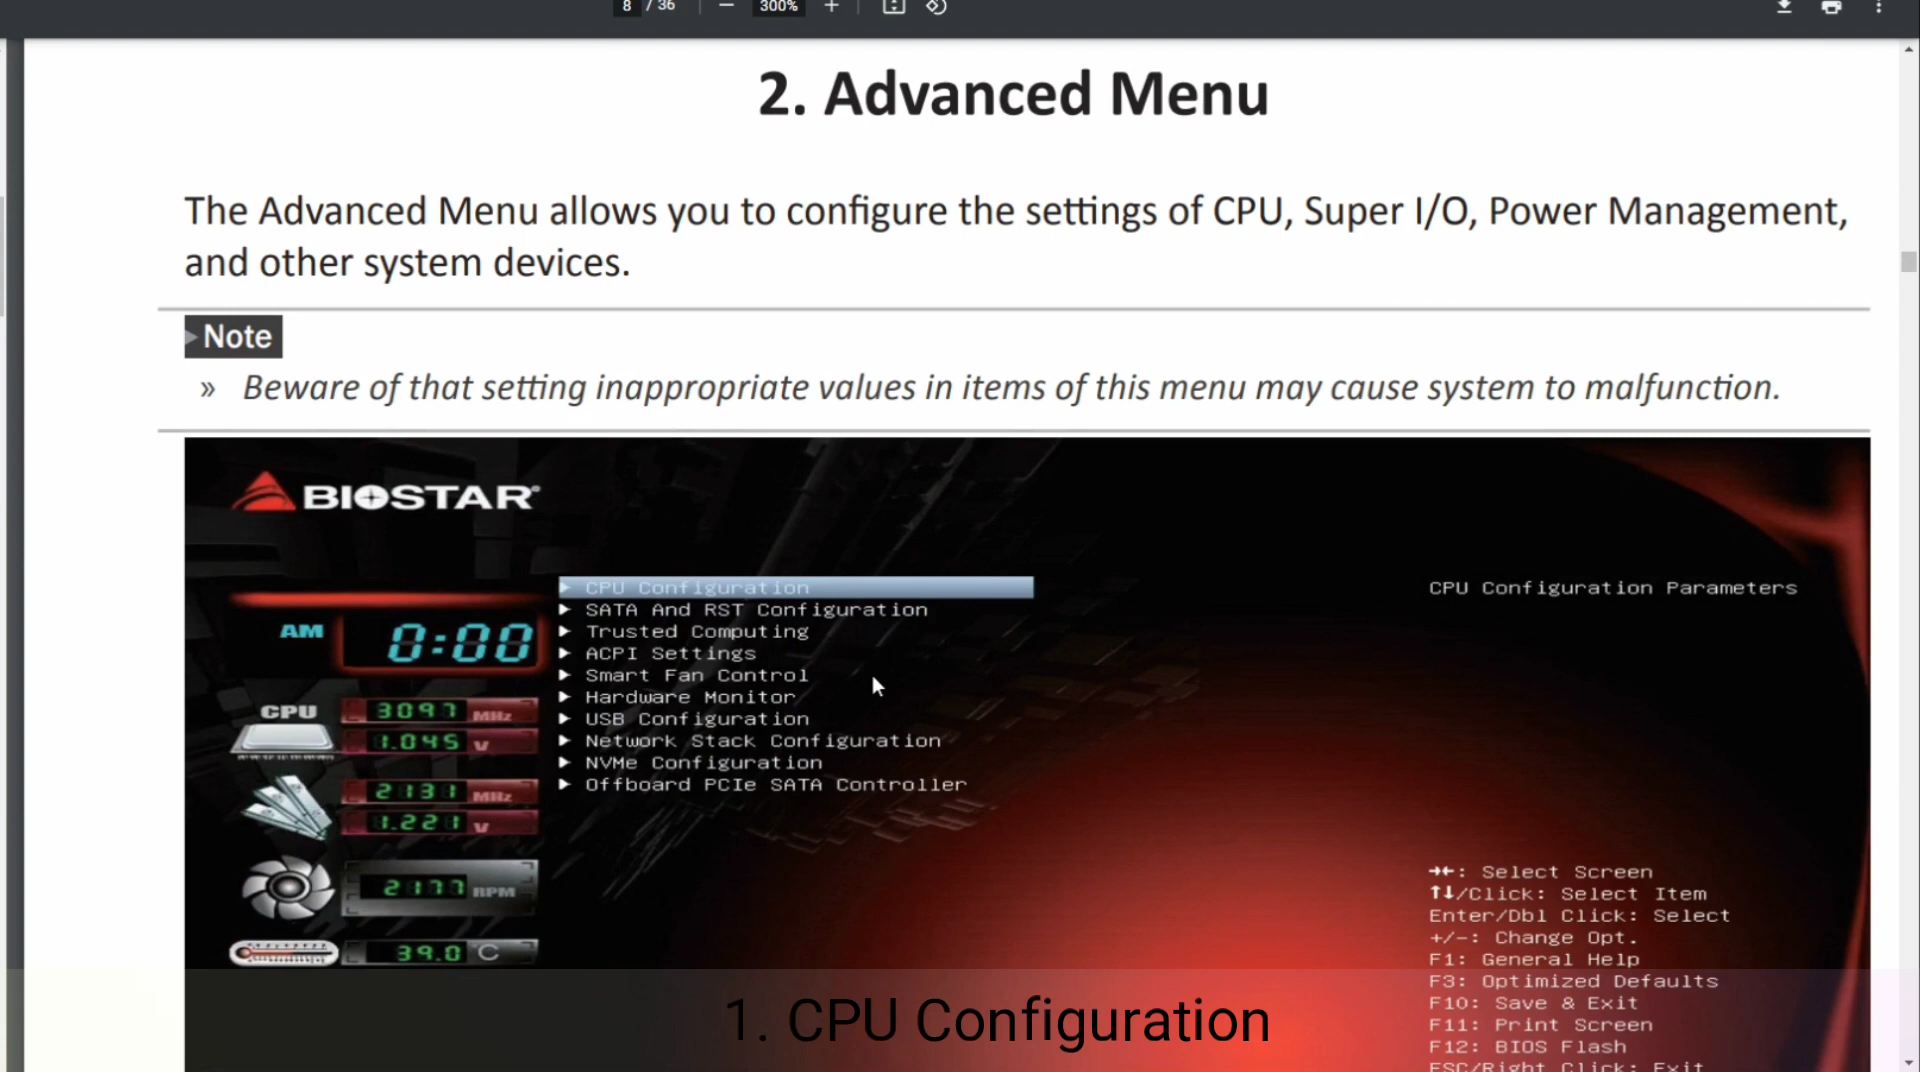 8 / 36 300%
2. Advanced Menu
The Advanced Menu allows you to configure the settings of CPU, Super I/O, Power Management,
and other system devices.
Note
» Beware of that setting inappropriate values in items of this menu may cause system to malfunction.
BIOSTAR
CPU Configuration
SATA And RST Configuration
Trusted Computing
ACPI Settings
Smart Fan Control
Hardware Monitor
USB Configuration
Network Stack Configuration
NVMe Configuration
Offboard PCIe SATA Controller
CPU Configuration Parameters
AM 0:00
CPU 3097 MHz
1.045 V
2131 MHz
1.221 V
2177 RPM
39.0 °C
→←: Select Screen
↑↓/Click: Select Item
Enter/Dbl Click: Select
+/-: Change Opt.
F1: General Help
F3: Optimized Defaults
F10: Save & Exit
F11: Print Screen
F12: BIOS Flash
ESC/Right Click: Exit
1. CPU Configuration